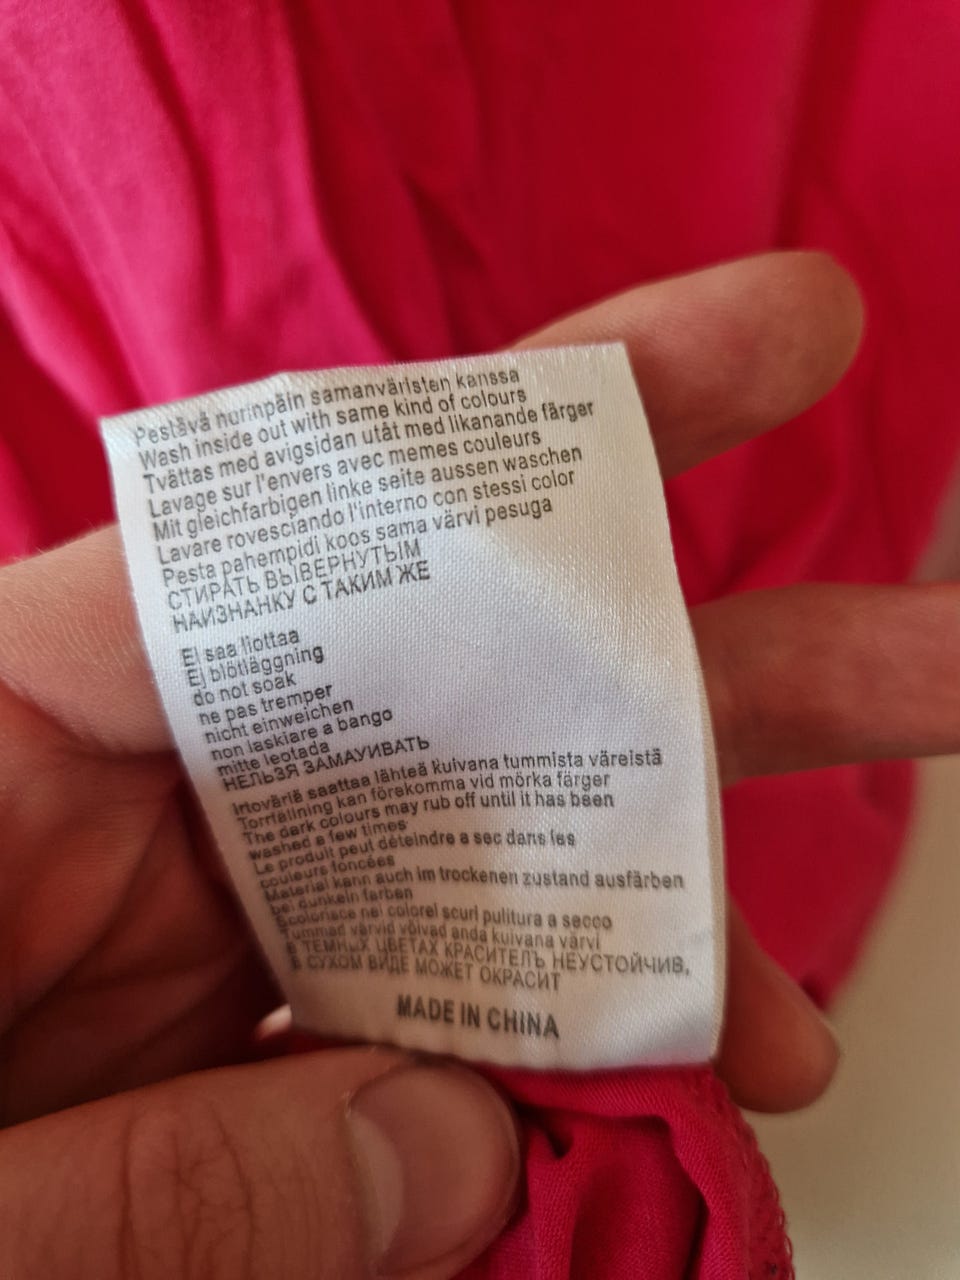 Pestävä nurinpäin samanväristen kanssa
Wash inside out with same kind of colours
Tvättas med avigsidan utåt med likanande färger
Lavage sur l'envers avec memes couleurs
Mit gleichfarbigen linke seite aussen waschen
Lavare rovesciando l'interno con stessi color
Pesta pahempidi koos sama värvi pesuga
СТИРАТЬ ВЫВЕРНУТЫМ
НАИЗНАНКУ С ТАКИМ ЖЕ
Ei saa liottaa
Ej blötläggning
do not soak
ne pas tremper
nicht einweichen
non laskiare a bango
mitte leotada
НЕЛЬЗЯ ЗАМАУИВАТЬ
Irtoväriä saattaa lähteä kuivana tummista väreistä
Torrfällning kan förekomma vid mörka färger
The dark colours may rub off until it has been
washed a few times
Le produit peut déteindre a sec dans les
couleurs foncées
Material kann auch im trockenen zustand ausfärben
bei dunkeln farben
Scolorisce nei colorei scuri pulitura a secco
Tummad värvid võivad anda kuivana värvi
В ТЕМНЫХ ЦВЕТАХ КРАСИТЕЛЬ НЕУСТОЙЧИВ,
В СУХОМ ВИДЕ МОЖЕТ ОКРАСИТ
MADE IN CHINA